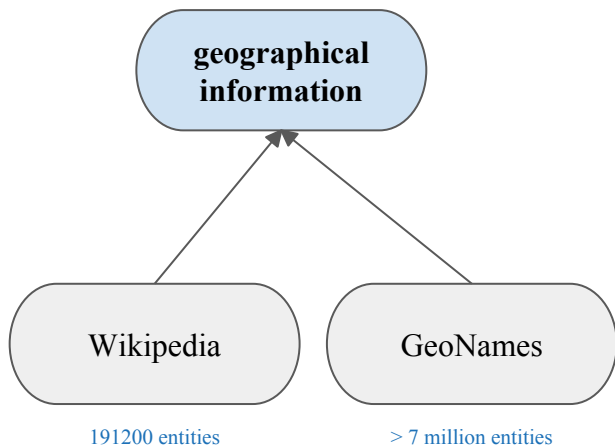 geographical
information
Wikipedia
GeoNames
191200 entities
> 7 million entities